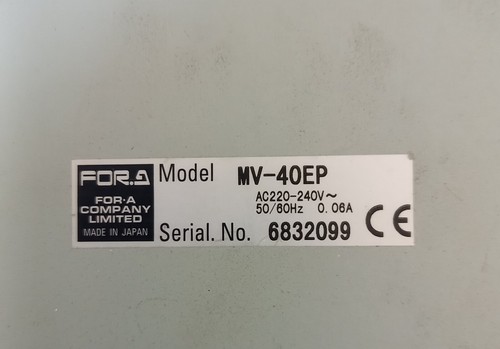 FOR.A
FOR·A
COMPANY
LIMITED
MADE IN JAPAN
Model MV-40EP
AC220-240V~
50/60Hz 0.06A
Serial. No. 6832099
CE